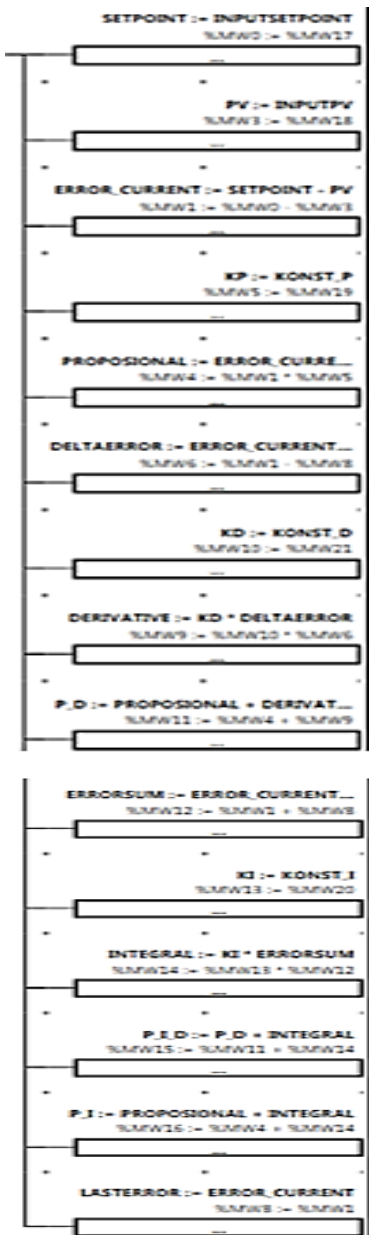 SETPOINT := INPUTSETPOINT
%MW0 := %MW17
...
PV := INPUTPV
%MW3 := %MW18
...
ERROR_CURRENT := SETPOINT - PV
%MW1 := %MW0 - %MW3
...
KP := KONST_P
%MW5 := %MW19
...
PROPOSIONAL := ERROR_CURRE...
%MW4 := %MW1 * %MW5
...
DELTAERROR := ERROR_CURRENT...
%MW6 := %MW1 - %MW8
...
KD := KONST_D
%MW10 := %MW21
...
DERIVATIVE := KD * DELTAERROR
%MW9 := %MW10 * %MW6
...
P_D := PROPOSIONAL + DERIVAT...
%MW11 := %MW4 + %MW9
...
ERRORSUM := ERROR_CURRENT...
%MW12 := %MW1 + %MW8
...
KI := KONST_I
%MW13 := %MW20
...
INTEGRAL := KI * ERRORSUM
%MW14 := %MW13 * %MW12
...
P_I_D := P_D + INTEGRAL
%MW15 := %MW11 + %MW14
...
P_I := PROPOSIONAL + INTEGRAL
%MW16 := %MW4 + %MW14
...
LASTERROR := ERROR_CURRENT
%MW8 := %MW1
...